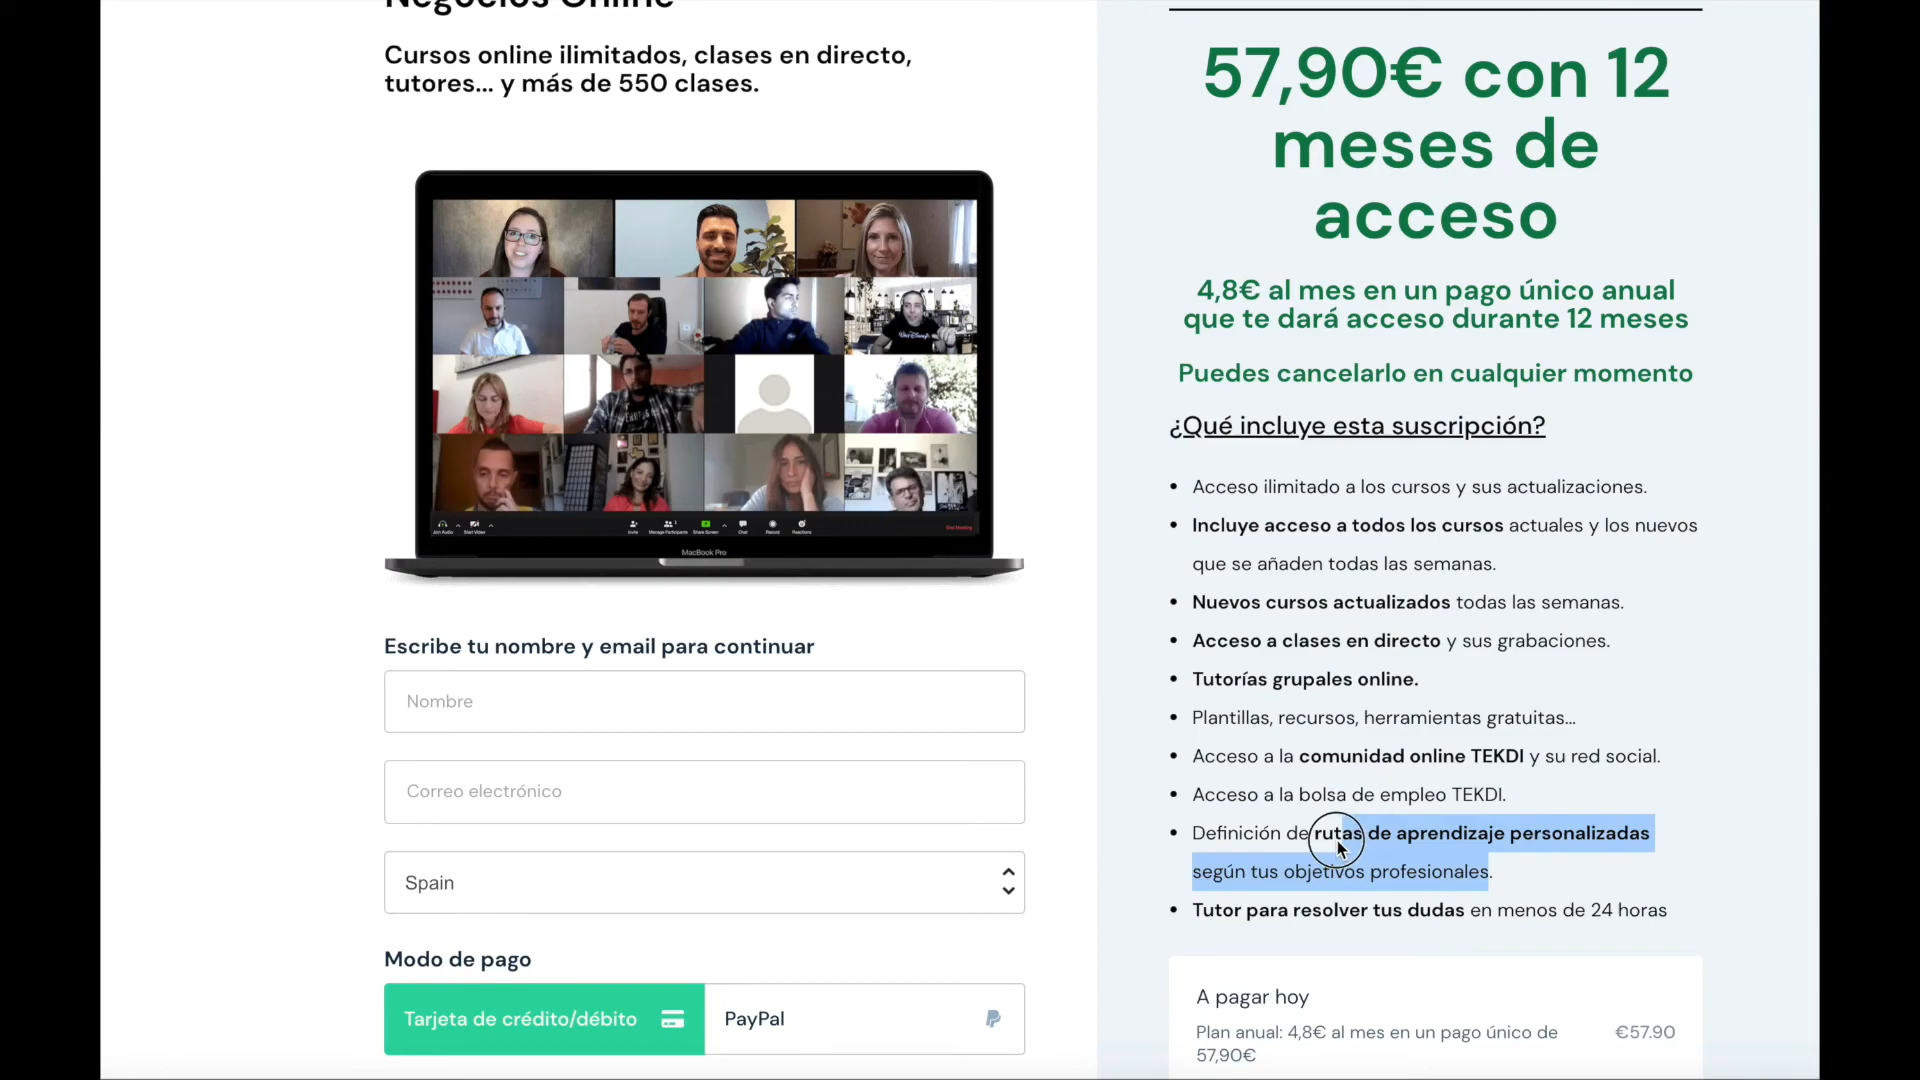 Negocios Online
Cursos online ilimitados, clases en directo,
tutores... y más de 550 clases.
MacBook Pro
Escribe tu nombre y email para continuar
Nombre
Correo electrónico
Spain
Modo de pago
Tarjeta de crédito/débito
PayPal
57,90€ con 12
meses de
acceso
4,8€ al mes en un pago único anual
que te dará acceso durante 12 meses
Puedes cancelarlo en cualquier momento
¿Qué incluye esta suscripción?
• Acceso ilimitado a los cursos y sus actualizaciones.
• Incluye acceso a todos los cursos actuales y los nuevos
que se añaden todas las semanas.
• Nuevos cursos actualizados todas las semanas.
• Acceso a clases en directo y sus grabaciones.
• Tutorías grupales online.
• Plantillas, recursos, herramientas gratuitas...
• Acceso a la comunidad online TEKDI y su red social.
• Acceso a la bolsa de empleo TEKDI.
• Definición de rutas de aprendizaje personalizadas
según tus objetivos profesionales.
• Tutor para resolver tus dudas en menos de 24 horas
A pagar hoy
Plan anual: 4,8€ al mes en un pago único de €57.90
57,90€